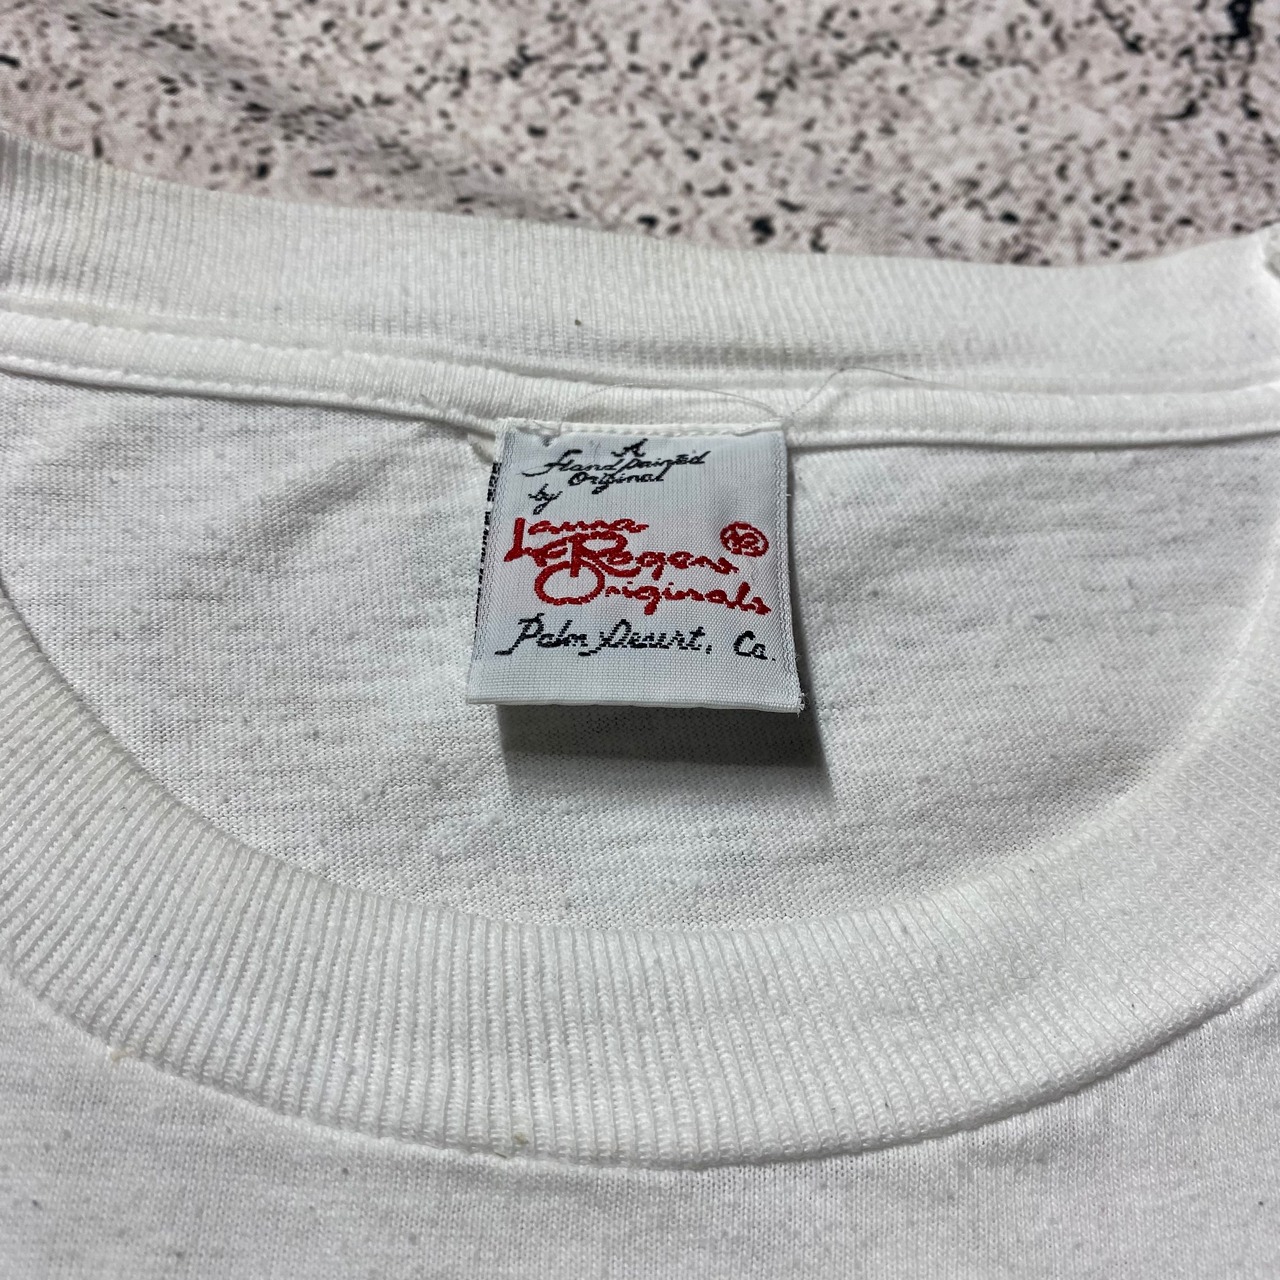 A
Hand Painted
Original
by
Laura
Rogers
Originals
Palm Desert, Ca.